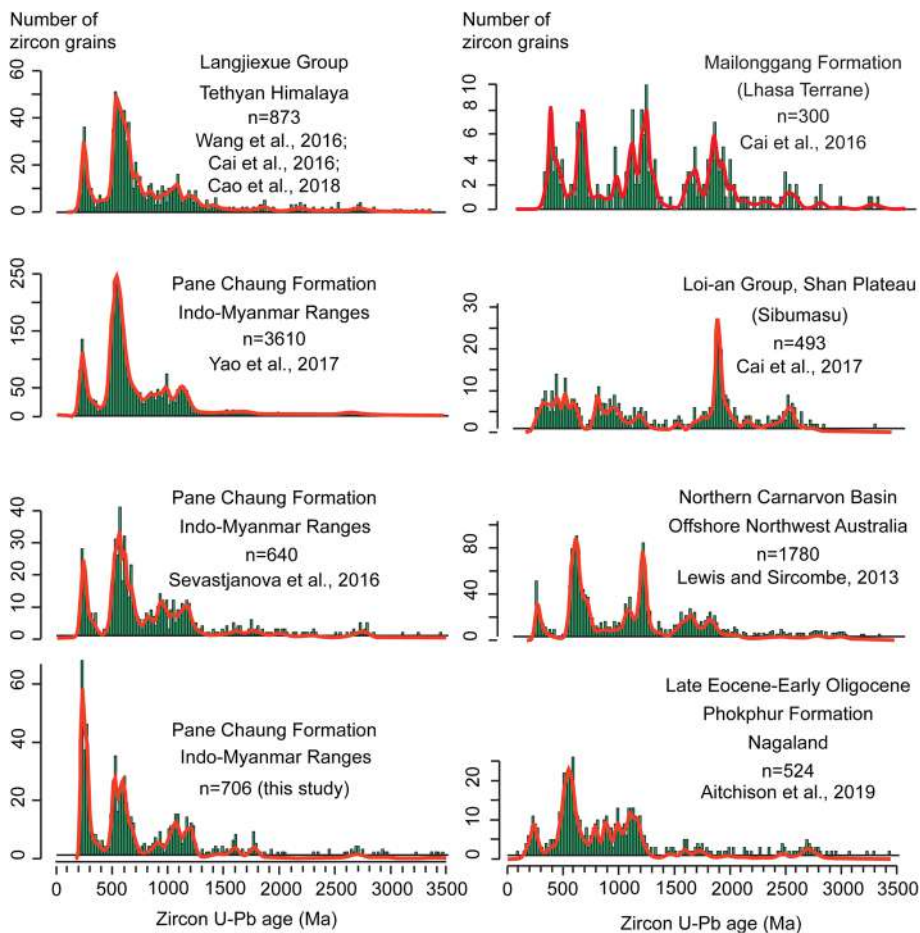 Number of
zircon grains
Langjiexue Group
Tethyan Himalaya
n=873
Wang et al., 2016;
Cai et al., 2016;
Cao et al., 2018
60
50
40
20
0
Pane Chaung Formation
Indo-Myanmar Ranges
n=3610
Yao et al., 2017
250
200
150
50
0
Pane Chaung Formation
Indo-Myanmar Ranges
n=640
Sevastjanova et al., 2016
40
30
20
10
0
Pane Chaung Formation
Indo-Myanmar Ranges
n=706 (this study)
60
40
20
0
0 500 1000 1500 2000 2500 3000 3500
Zircon U-Pb age (Ma)
Number of
zircon grains
Mailonggang Formation
(Lhasa Terrane)
n=300
Cai et al., 2016
10
8
6
4
2
0
Loi-an Group, Shan Plateau
(Sibumasu)
n=493
Cai et al., 2017
30
20
10
0
Northern Carnarvon Basin
Offshore Northwest Australia
n=1780
Lewis and Sircombe, 2013
80
40
0
Late Eocene-Early Oligocene
Phokphur Formation
Nagaland
n=524
Aitchison et al., 2019
20
10
0
0 500 1000 1500 2000 2500 3000 3500
Zircon U-Pb age (Ma)